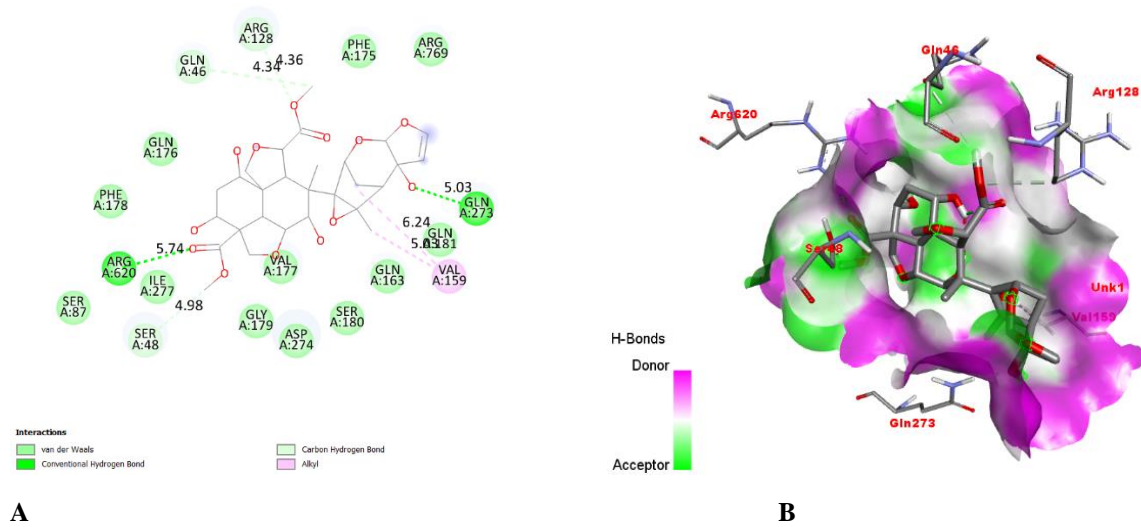 ARG
A:128
4.36
GLN
A:46
4.34
PHE
A:175
ARG
A:769
GLN
A:176
PHE
A:178
5.03
GLN
A:273
6.24
GLN
A:181
5.74
ARG
A:620
ILE
A:277
VAL
A:177
GLN
A:163
VAL
A:159
SER
A:87
4.98
SER
A:48
GLY
A:179
ASP
A:274
SER
A:180
Interactions
van der Waals
Conventional Hydrogen Bond
Carbon Hydrogen Bond
Alkyl
A
Gln46
Arg620
Arg128
Unk1
Val159
Gln273
H-Bonds
Donor
Acceptor
B